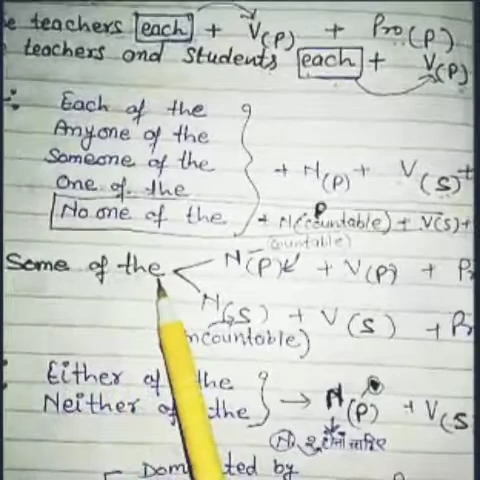 e teachers each + V(P) + Pro(P)
e teachers and students each + V(P)
Each of the
Anyone of the
Someone of the
One of the
No one of the
+ N(P) + V(S) +
+ N(countable) + V(S) +
P
countable)
Some of the
N(P) + V(P) + P
N(S) + V(S) + Pr
ncountable)
Either of the
Neither of the
→ N(P) + V(S
N. 2 होना चाहिए
Dom ted by